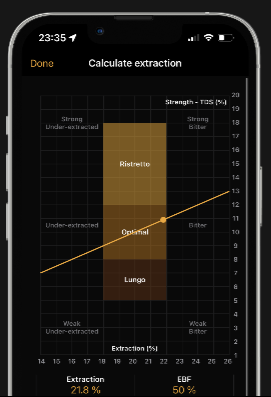 23:35
Done
Calculate extraction
Strength - TDS (%)
20
19
Strong
Under-extracted
Strong
Bitter
18
17
16
Ristretto
15
14
13
12
Under-extracted
Optimal
Bitter
11
10
9
8
Lungo
7
6
5
4
Weak
Under-extracted
Weak
Bitter
3
2
Extraction (%)
1
14 15 16 17 18 19 20 21 22 23 24 25 26
Extraction
EBF
21.8 %
50 %